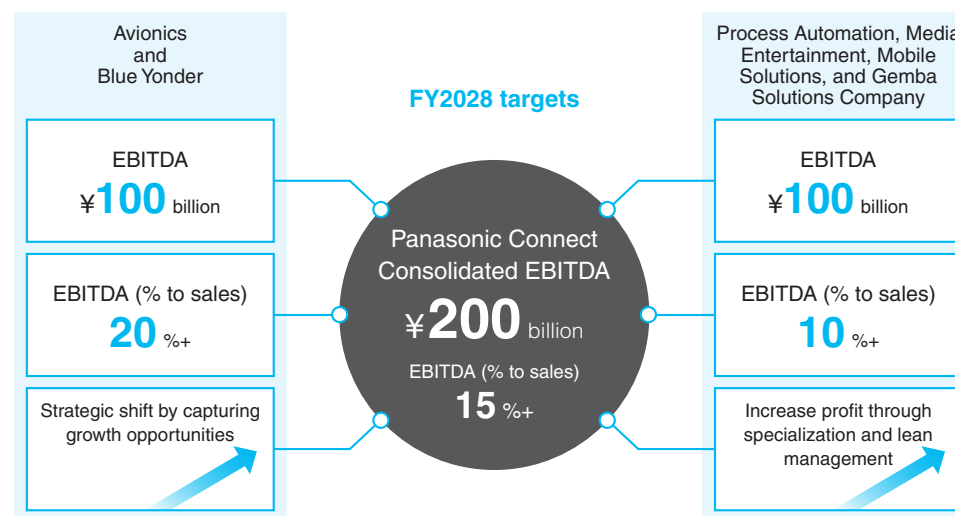 Avionics
and
Blue Yonder
EBITDA
¥100 billion
EBITDA (% to sales)
20 %+
Strategic shift by capturing
growth opportunities
FY2028 targets
Panasonic Connect
Consolidated EBITDA
¥200 billion
EBITDA (% to sales)
15 %+
Process Automation, Media
Entertainment, Mobile
Solutions, and Gemba
Solutions Company
EBITDA
¥100 billion
EBITDA (% to sales)
10 %+
Increase profit through
specialization and lean
management